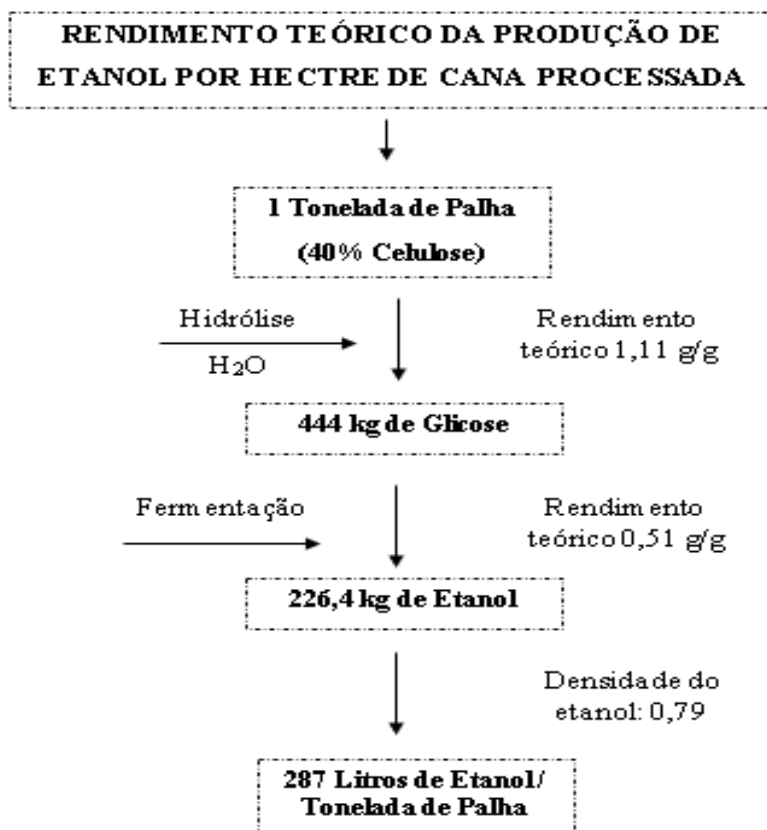 RENDIMENTO TEÓRICO DA PRODUÇÃO DE
ETANOL POR HECTRE DE CANA PROCESSADA
1 Tonelada de Palha
(40% Celulose)
Hidrólise
H₂O
Rendimento
teórico 1,11 g/g
444 kg de Glicose
Fermentação
Rendimento
teórico 0,51 g/g
226,4 kg de Etanol
Densidade do
etanol: 0,79
287 Litros de Etanol/
Tonelada de Palha